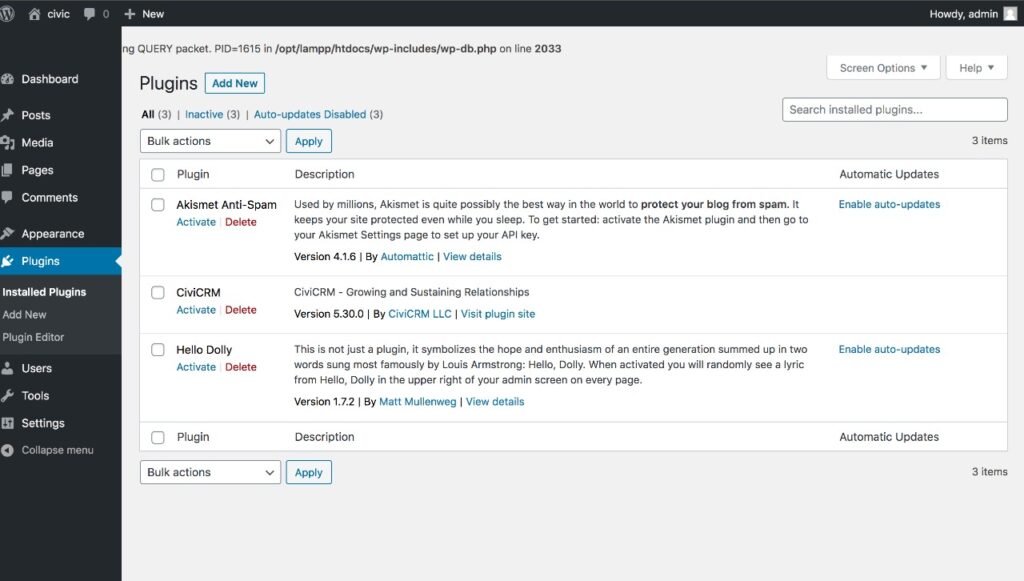 civic 0 New Howdy, admin
ng QUERY packet. PID=1615 in /opt/lampp/htdocs/wp-includes/wp-db.php on line 2033
Screen Options Help
Dashboard
Posts
Media
Pages
Comments
Appearance
Plugins
Installed Plugins
Add New
Plugin Editor
Users
Tools
Settings
Collapse menu
Plugins Add New
All (3) | Inactive (3) | Auto-updates Disabled (3)
Search installed plugins...
Bulk actions Apply
3 items
Plugin Description Automatic Updates
Akismet Anti-Spam
Activate | Delete
Used by millions, Akismet is quite possibly the best way in the world to protect your blog from spam. It
keeps your site protected even while you sleep. To get started: activate the Akismet plugin and then go to
your Akismet Settings page to set up your API key.
Version 4.1.6 | By Automattic | View details
Enable auto-updates
CiviCRM
Activate | Delete
CiviCRM - Growing and Sustaining Relationships
Version 5.30.0 | By CiviCRM LLC | Visit plugin site
Hello Dolly
Activate | Delete
This is not just a plugin, it symbolizes the hope and enthusiasm of an entire generation summed up in two
words sung most famously by Louis Armstrong: Hello, Dolly. When activated you will randomly see a lyric
from Hello, Dolly in the upper right of your admin screen on every page.
Version 1.7.2 | By Matt Mullenweg | View details
Enable auto-updates
Plugin Description Automatic Updates
Bulk actions Apply
3 items